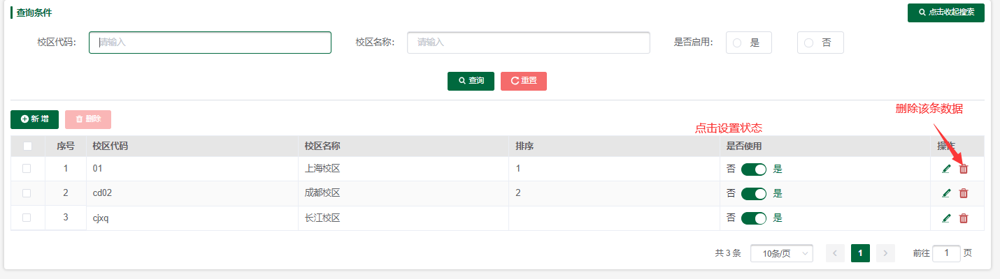 查询条件
点击收起搜索
校区代码: 请输入 校区名称: 请输入 是否启用: 是 否
查询 重置
删除该条数据
新增 删除
点击设置状态
序号 校区代码 校区名称 排序 是否使用 操作
1 01 上海校区 1 否 是
2 cd02 成都校区 2 否 是
3 cjxq 长江校区 否 是
共 3 条 10条/页 1 前往 1 页